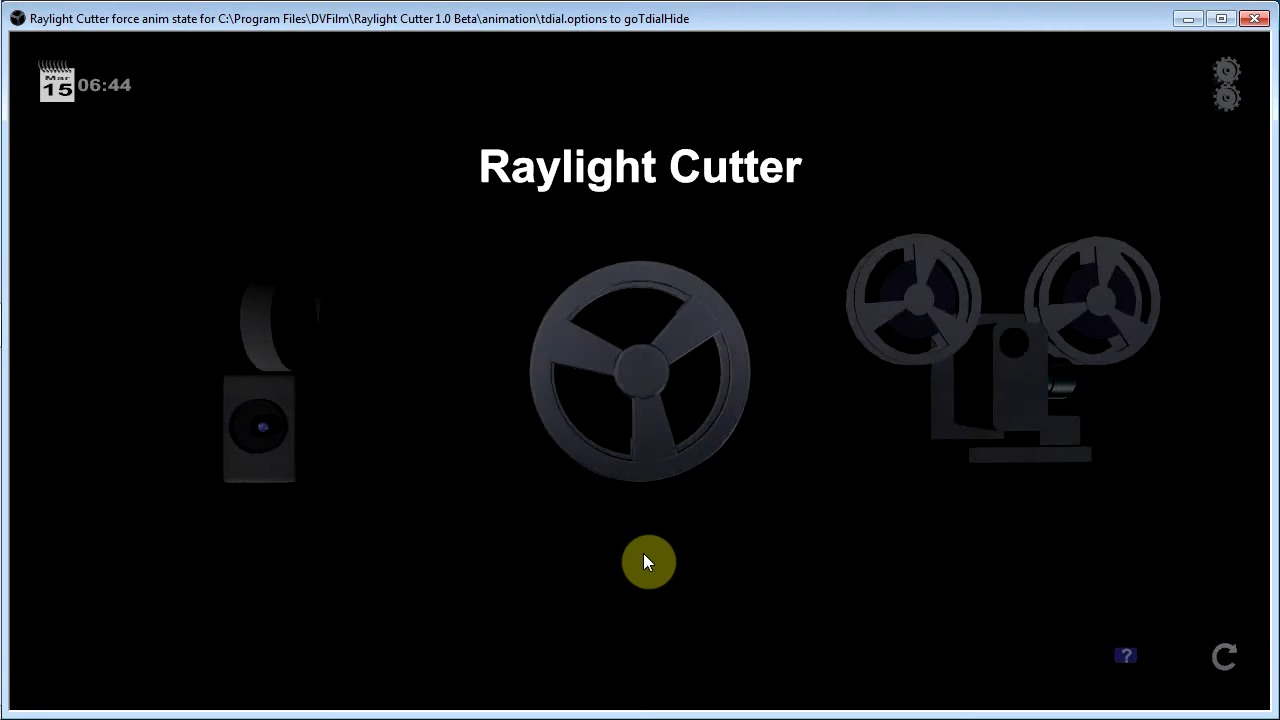 Raylight Cutter force anim state for C:\Program Files\DVFilm\Raylight Cutter 1.0 Beta\animation\tdial.options to goTdialHide
Mar
15 06:44
Raylight Cutter
?